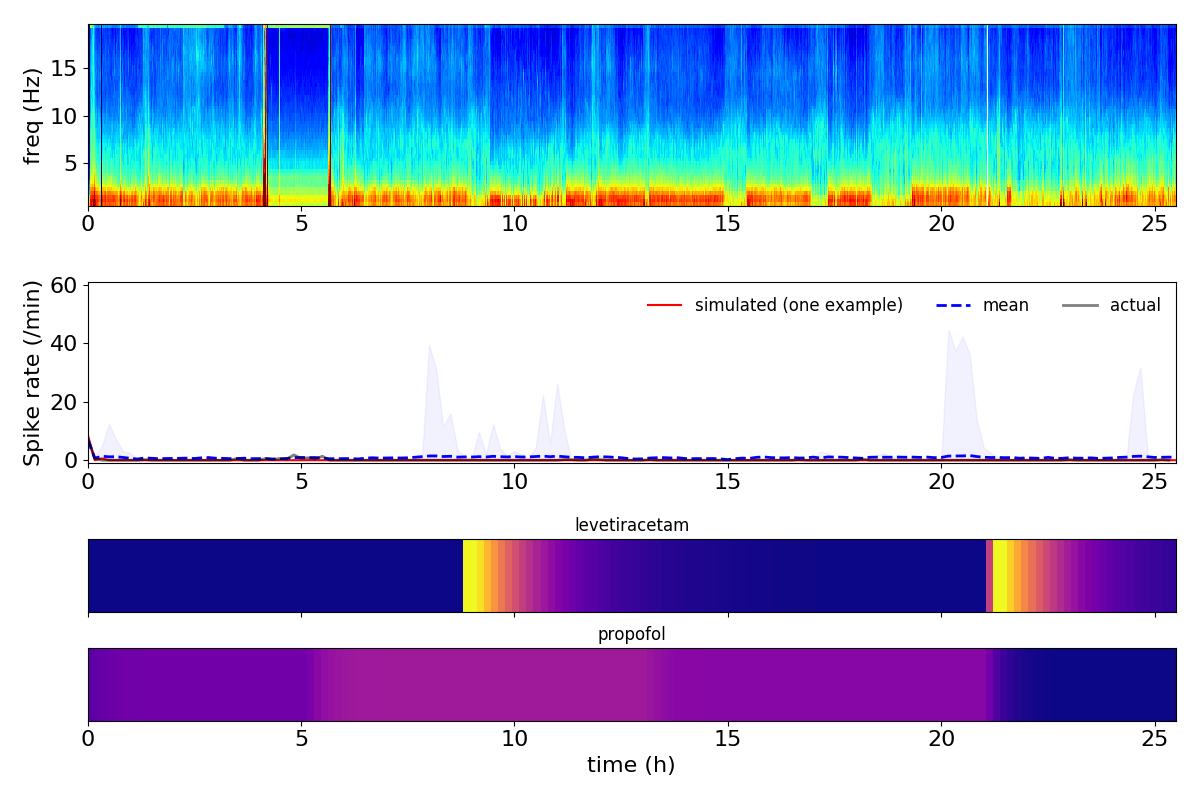 15
10
5
freq (Hz)
0 5 10 15 20 25
60
40
20
0
Spike rate (/min)
simulated (one example) mean actual
0 5 10 15 20 25
levetiracetam
propofol
0 5 10 15 20 25
time (h)